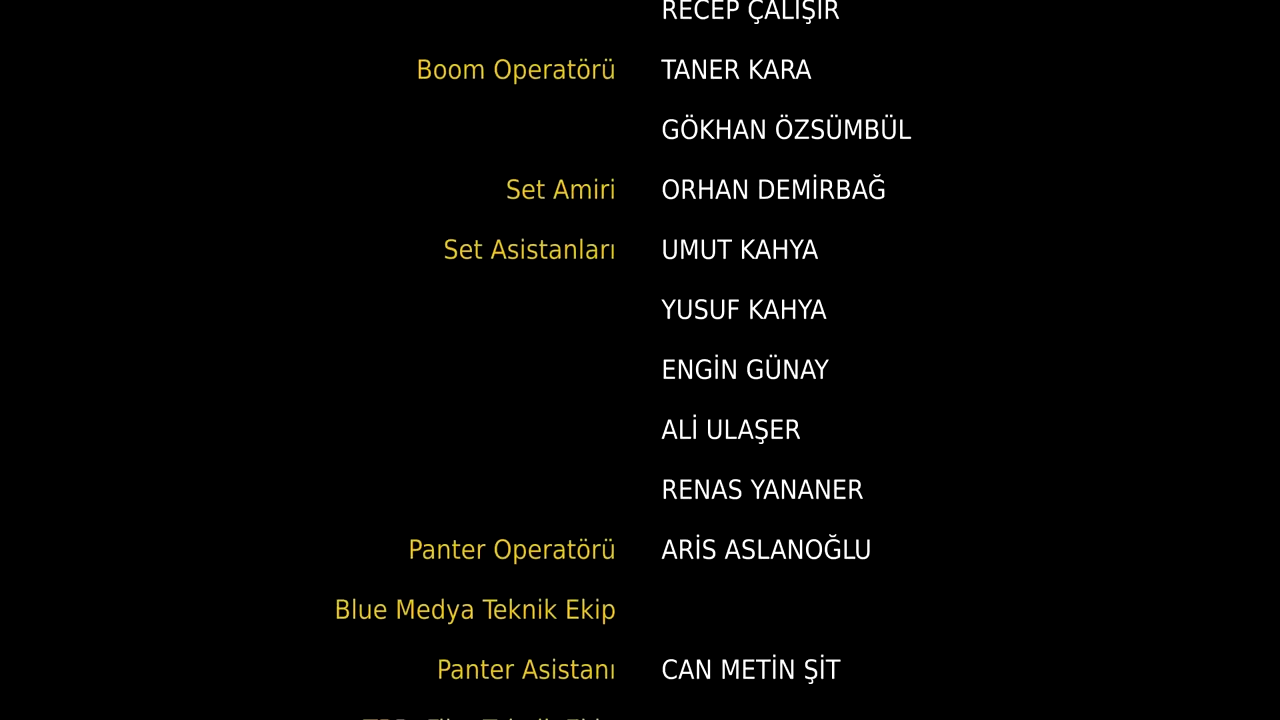 RECEP ÇALIŞIR
Boom Operatörü TANER KARA
GÖKHAN ÖZSÜMBÜL
Set Amiri ORHAN DEMİRBAĞ
Set Asistanları UMUT KAHYA
YUSUF KAHYA
ENGİN GÜNAY
ALİ ULAŞER
RENAS YANANER
Panter Operatörü ARİS ASLANOĞLU
Blue Medya Teknik Ekip
Panter Asistanı CAN METİN ŞİT